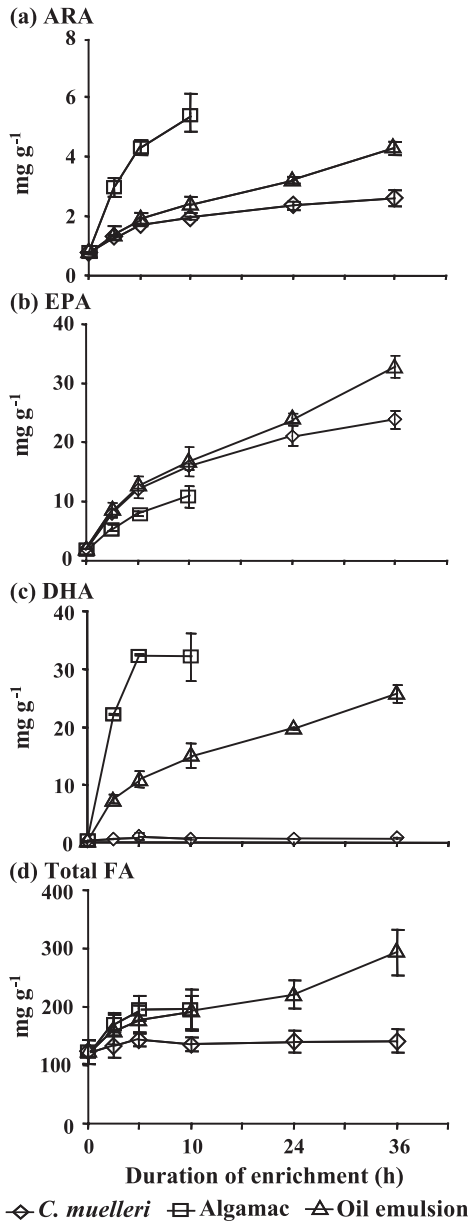 (a) ARA
8
6
4
2
0
mg g-1
(b) EPA
40
30
20
10
0
mg g-1
(c) DHA
40
30
20
10
0
mg g-1
(d) Total FA
400
300
200
100
0
mg g-1
0 10 24 36
Duration of enrichment (h)
C. muelleri Algamac Oil emulsion